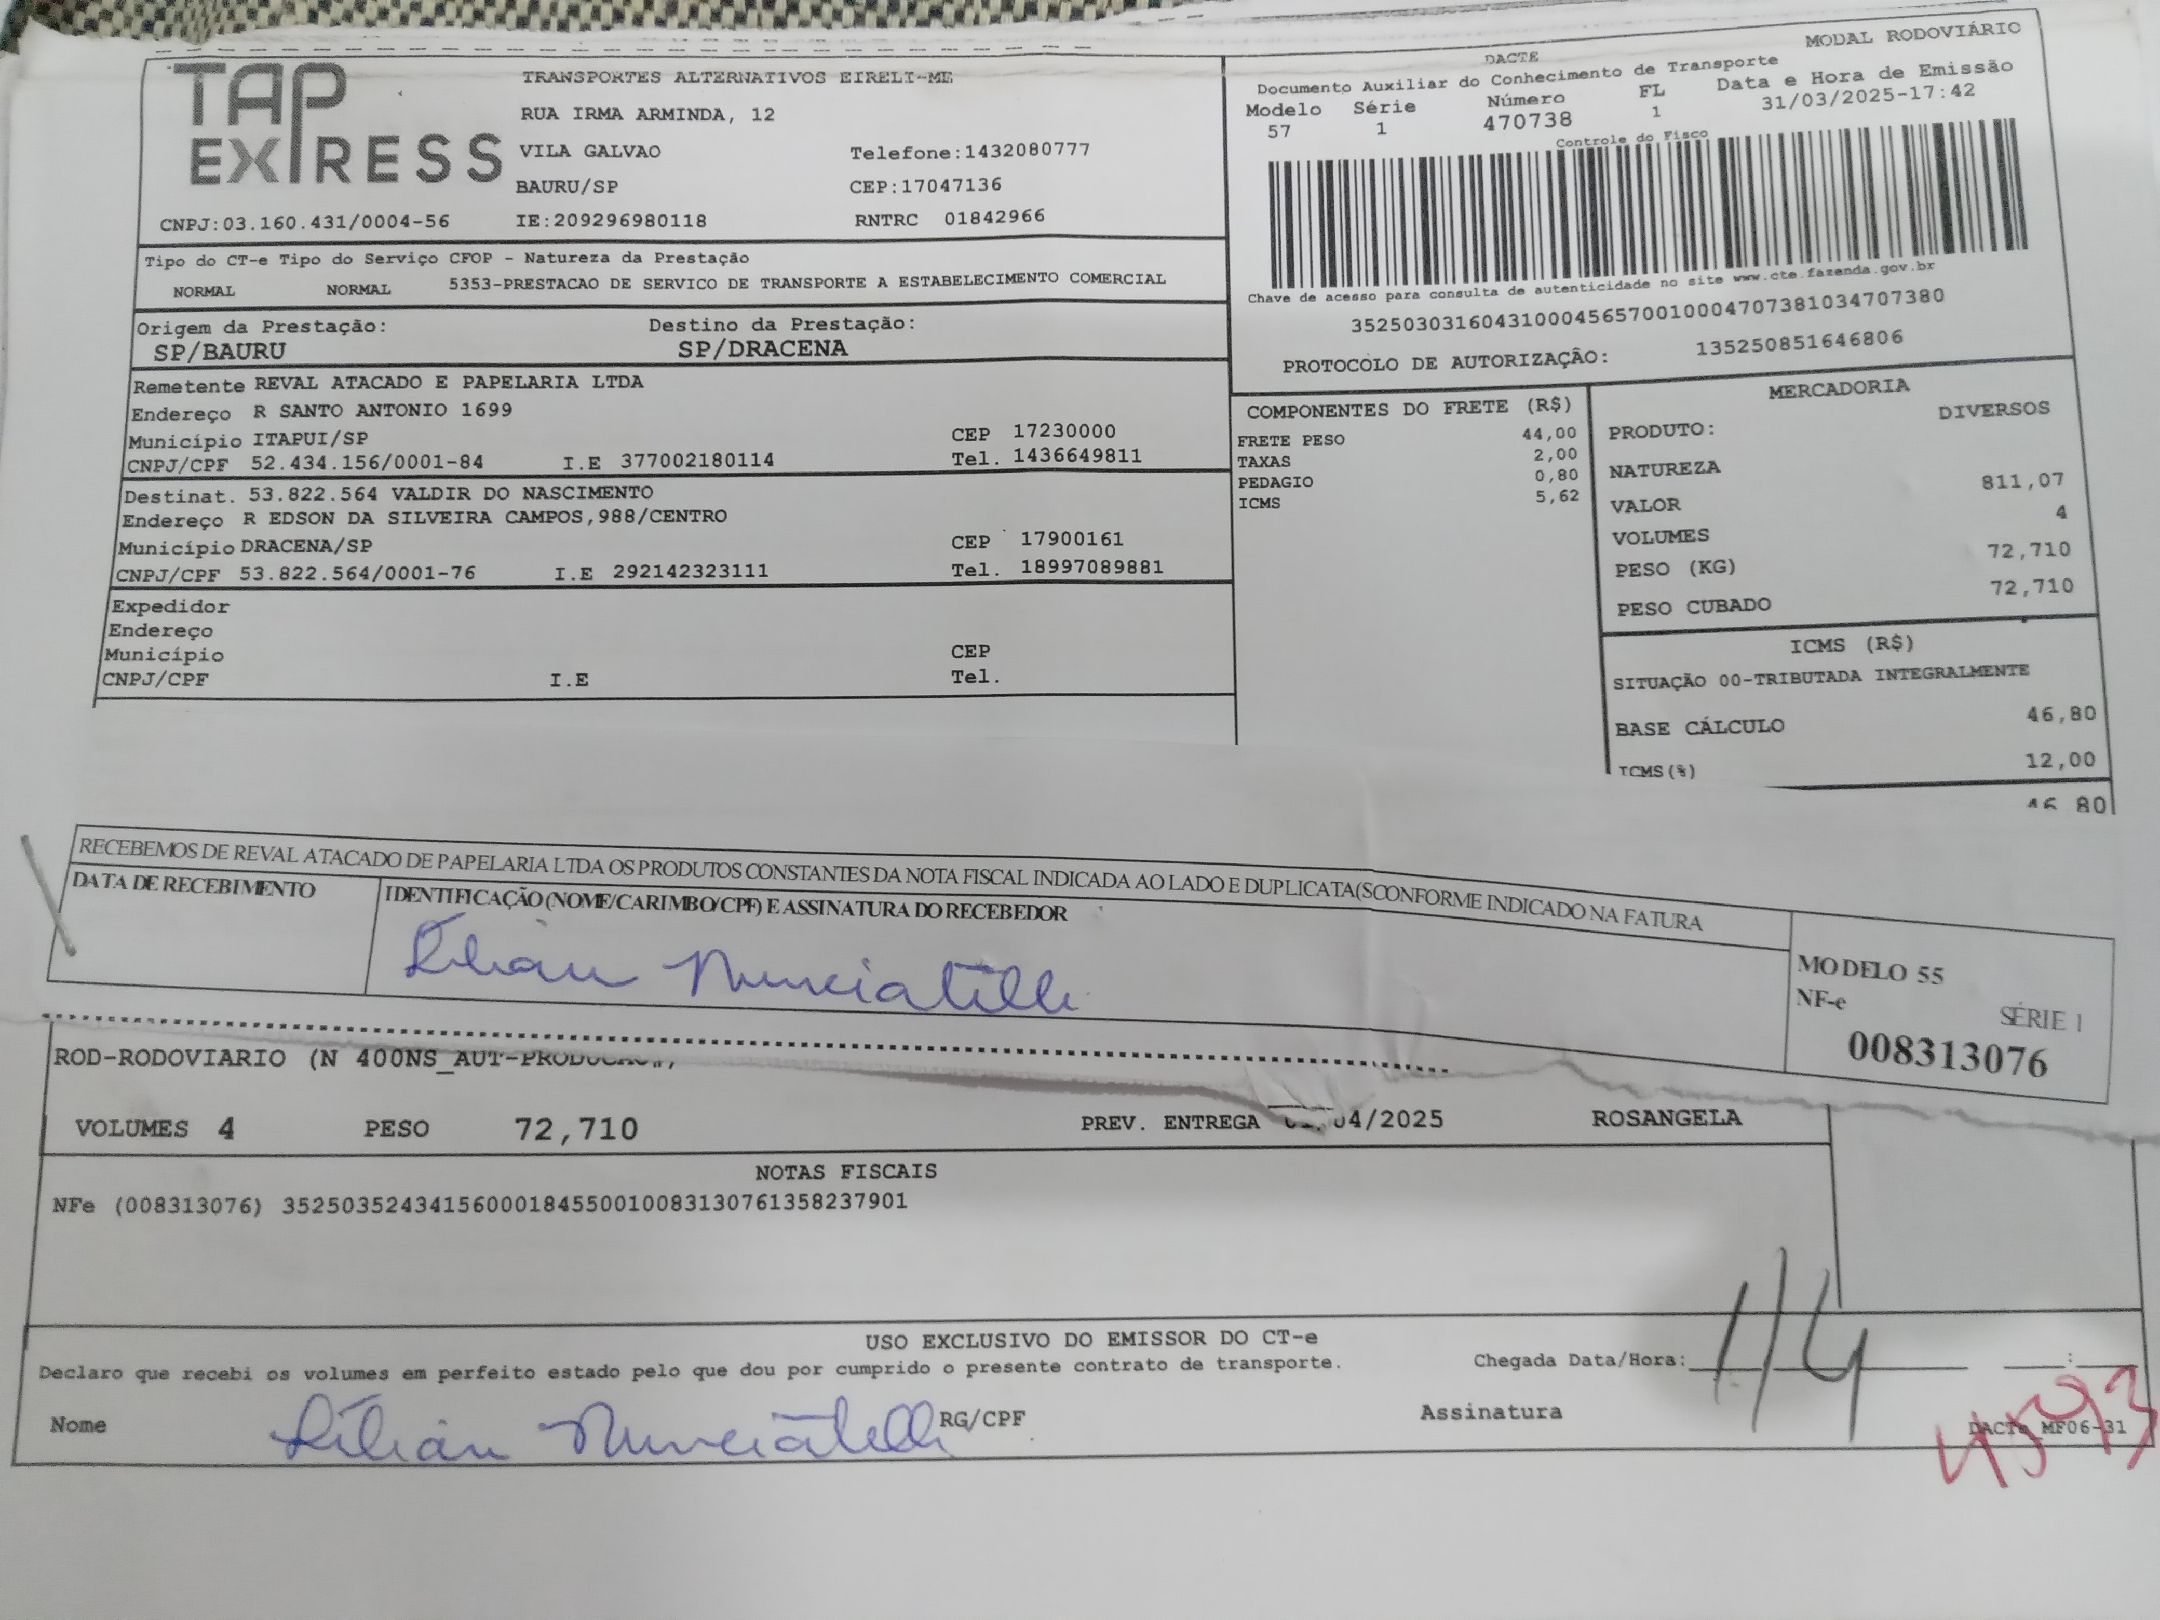 TAP EXPRESS
TRANSPORTES ALTERNATIVOS EIRELI-ME
RUA IRMA ARMINDA, 12
VILA GALVAO Telefone:1432080777
BAURU/SP CEP:17047136
CNPJ:03.160.431/0004-56 IE:209296980118 RNTRC 01842966
DACTE MODAL RODOVIÁRIO
Documento Auxiliar do Conhecimento de Transporte
Modelo Série Número FL Data e Hora de Emissão
57 1 470738 1 31/03/2025-17:42
Controle do Fisco
Chave de acesso para consulta de autenticidade no site www.cte.fazenda.gov.br
35250303160431000456570010004707381034707380
PROTOCOLO DE AUTORIZAÇÃO: 135250851646806
Tipo do CT-e Tipo do Serviço CFOP - Natureza da Prestação
NORMAL NORMAL 5353-PRESTACAO DE SERVICO DE TRANSPORTE A ESTABELECIMENTO COMERCIAL
Origem da Prestação: Destino da Prestação:
SP/BAURU SP/DRACENA
Remetente REVAL ATACADO E PAPELARIA LTDA
Endereço R SANTO ANTONIO 1699
Município ITAPUI/SP CEP 17230000
CNPJ/CPF 52.434.156/0001-84 I.E 377002180114 Tel. 1436649811
Destinat. 53.822.564 VALDIR DO NASCIMENTO
Endereço R EDSON DA SILVEIRA CAMPOS,988/CENTRO
Município DRACENA/SP CEP 17900161
CNPJ/CPF 53.822.564/0001-76 I.E 292142323111 Tel. 18997089881
Expedidor
Endereço
Município CEP
CNPJ/CPF I.E Tel.
COMPONENTES DO FRETE (R$)
FRETE PESO 44,00
TAXAS 2,00
PEDAGIO 0,80
ICMS 5,62
MERCADORIA
PRODUTO: DIVERSOS
NATUREZA
VALOR 811,07
VOLUMES 4
PESO (KG) 72,710
PESO CUBADO 72,710
ICMS (R$)
SITUAÇÃO 00-TRIBUTADA INTEGRALMENTE
BASE CÁLCULO 46,80
ICMS(%) 12,00
46 80
RECEBEMOS DE REVAL ATACADO DE PAPELARIA LTDA OS PRODUTOS CONSTANTES DA NOTA FISCAL INDICADA AO LADO E DUPLICATA(SCONFORME INDICADO NA FATURA
DATA DE RECEBIMENTO IDENTIFICAÇÃO (NOME/CARIMBO/CPF) E ASSINATURA DO RECEBEDOR
Lilian Nunciatelli
MODELO 55
NF-e SÉRIE 1
008313076
ROD-RODOVIARIO (N 400NS_AUT-PRODUCAO
VOLUMES 4 PESO 72,710 PREV. ENTREGA 04/2025 ROSANGELA
NOTAS FISCAIS
NFe (008313076) 35250352434156000184550010083130761358237901
USO EXCLUSIVO DO EMISSOR DO CT-e
Declaro que recebi os volumes em perfeito estado pelo que dou por cumprido o presente contrato de transporte. Chegada Data/Hora: 1/4 :
Nome Lilian Nunciatelli RG/CPF Assinatura MF06-31